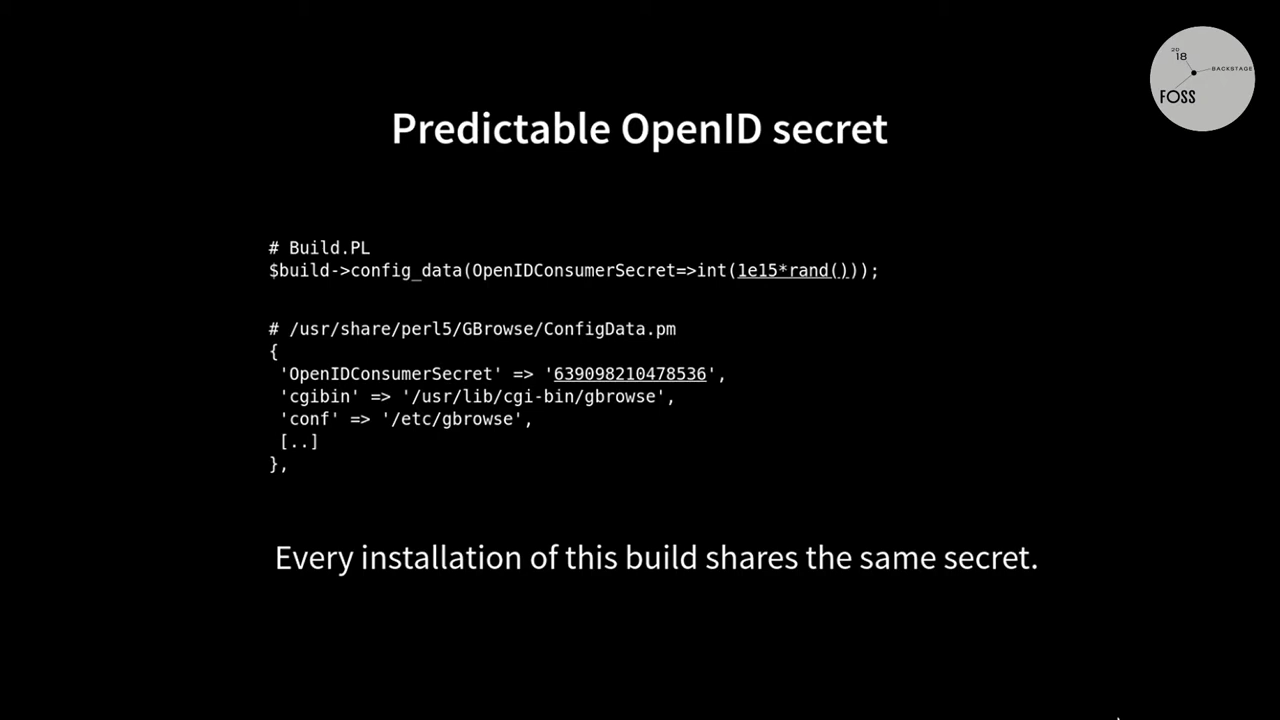 20
18
BACKSTAGE
FOSS
Predictable OpenID secret
# Build.PL
$build->config_data(OpenIDConsumerSecret=>int(1e15*rand()));
# /usr/share/perl5/GBrowse/ConfigData.pm
{
'OpenIDConsumerSecret' => '639098210478536',
'cgibin' => '/usr/lib/cgi-bin/gbrowse',
'conf' => '/etc/gbrowse',
[..]
},
Every installation of this build shares the same secret.